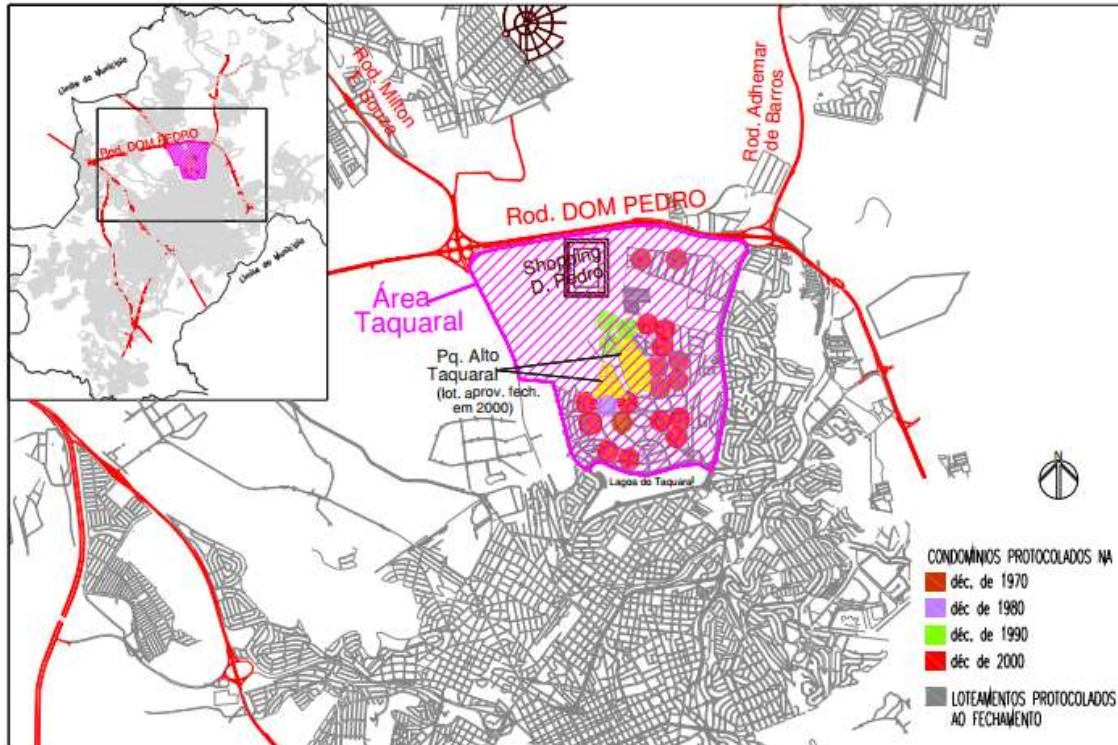 Limite do Município
Rod. DOM PEDRO
Limite do Município
Rod. Milton
T. Souza
Rod. Adhemar
de Barros
Rod. DOM PEDRO
Shopping
D. Pedro
Área
Taquaral
Pq. Alto
Taquaral
(lot. aprov. fech.
em 2000)
Lagoa do Taquaral
N
CONDOMÍNIOS PROTOCOLADOS NA
déc. de 1970
déc de 1980
déc. de 1990
déc de 2000
LOTEAMENTOS PROTOCOLADOS
AO FECHAMENTO